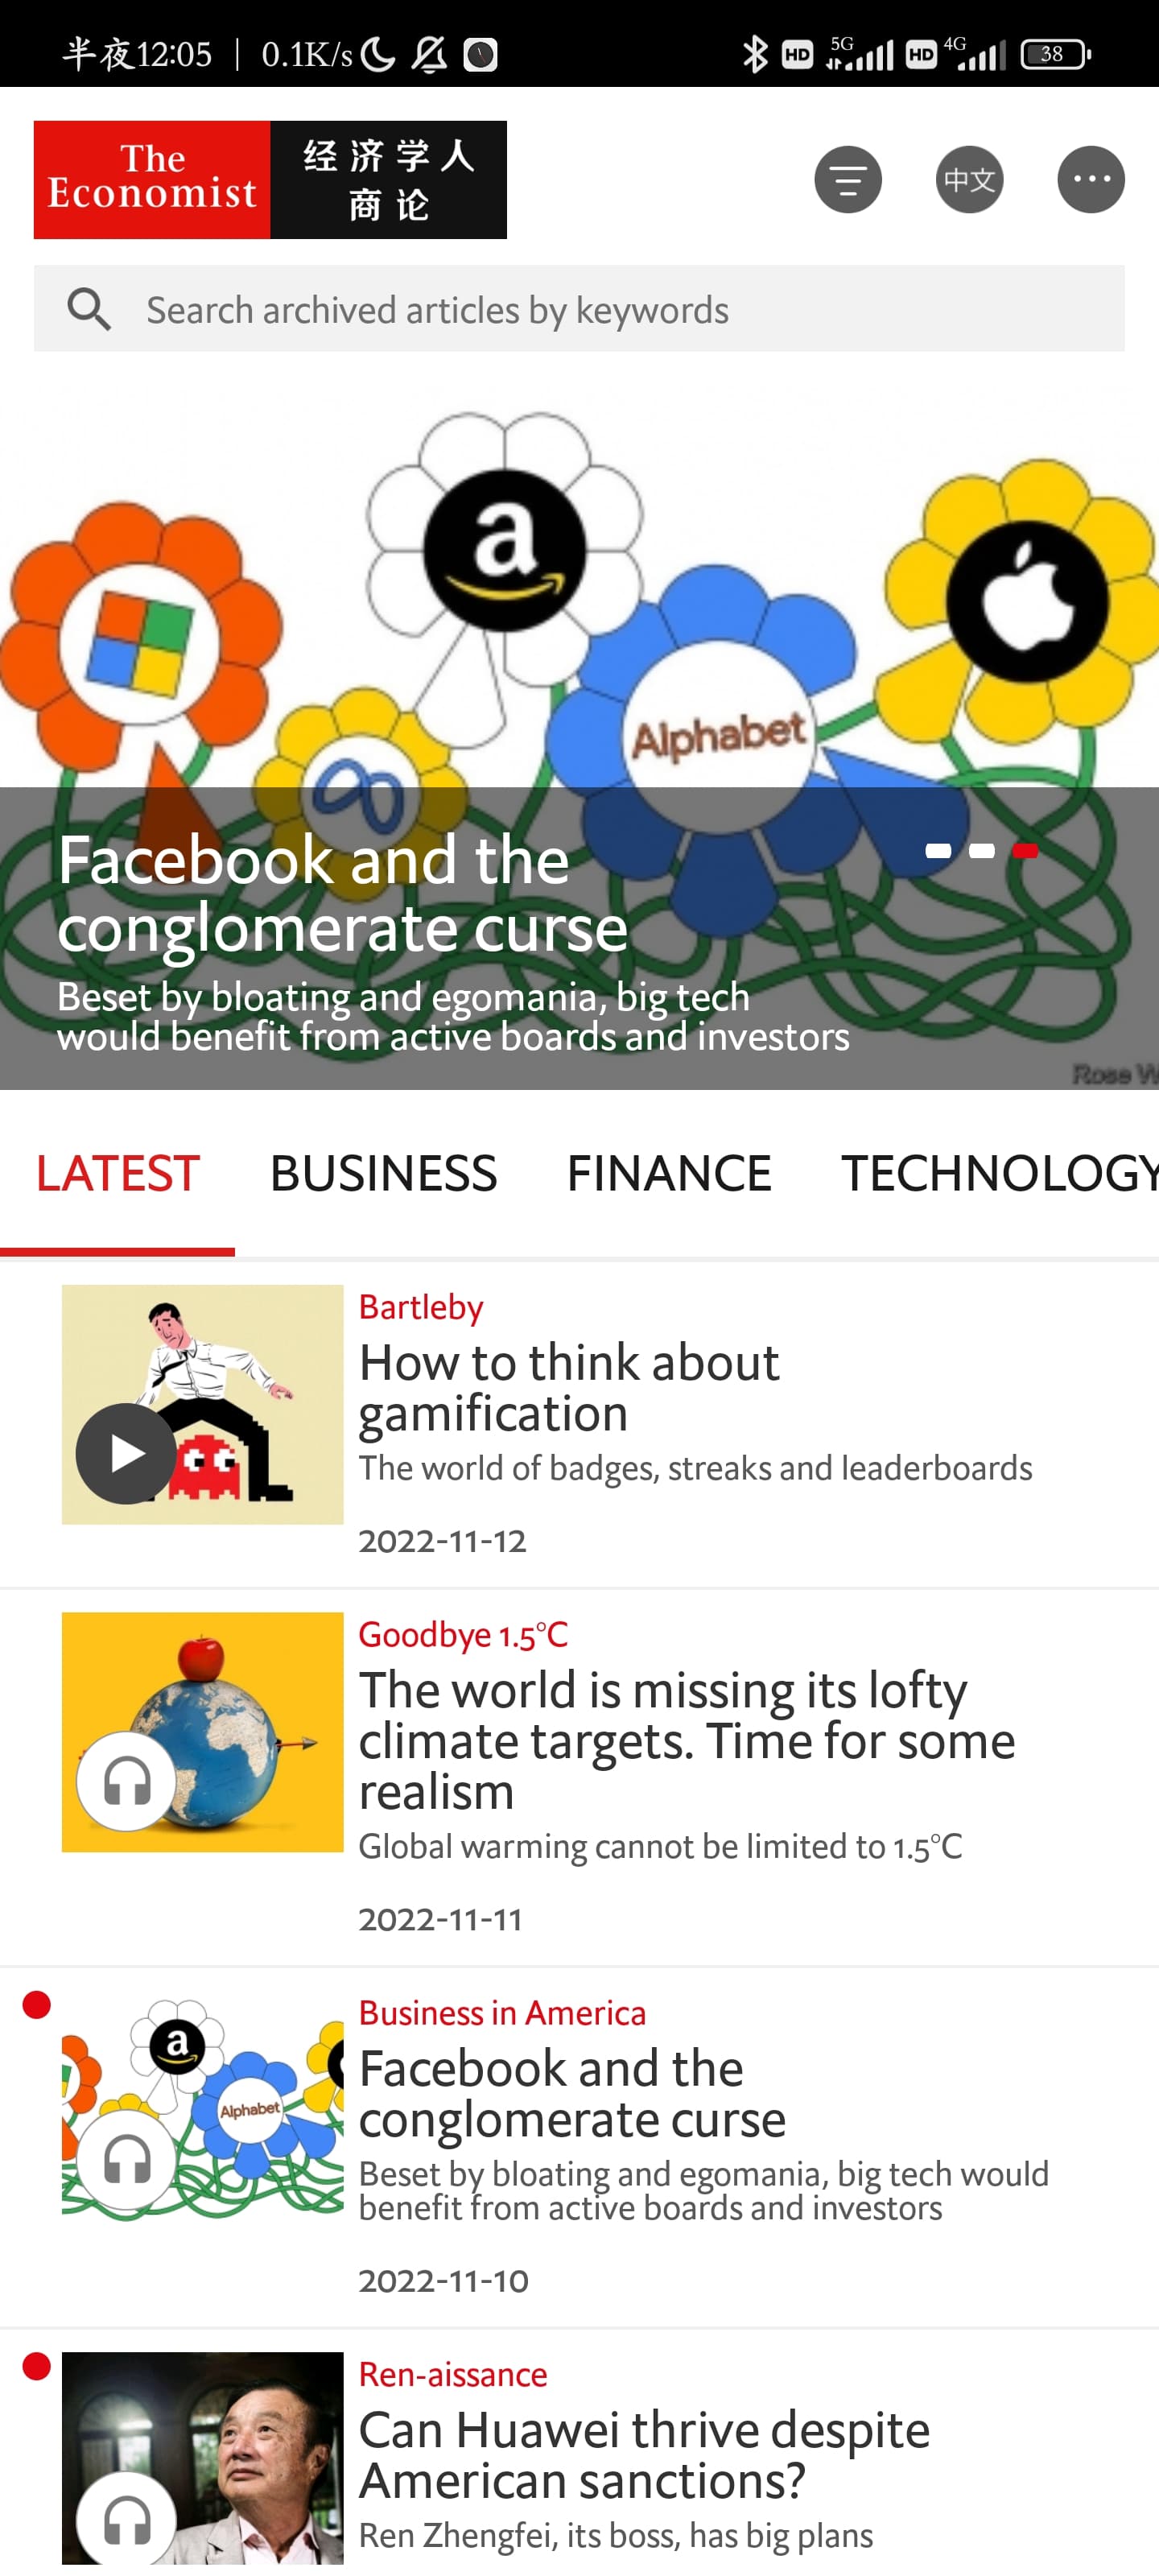 半夜12:05 | 0.1K/s HD 5G HD 4G 38
The
Economist
经济学人
商论
中文
Search archived articles by keywords
a
Alphabet
Facebook and the
conglomerate curse
Beset by bloating and egomania, big tech
would benefit from active boards and investors
Rose W
LATEST BUSINESS FINANCE TECHNOLOGY
Bartleby
How to think about
gamification
The world of badges, streaks and leaderboards
2022-11-12
Goodbye 1.5°C
The world is missing its lofty
climate targets. Time for some
realism
Global warming cannot be limited to 1.5°C
2022-11-11
a
Alphabet
Business in America
Facebook and the
conglomerate curse
Beset by bloating and egomania, big tech would
benefit from active boards and investors
2022-11-10
Ren-aissance
Can Huawei thrive despite
American sanctions?
Ren Zhengfei, its boss, has big plans